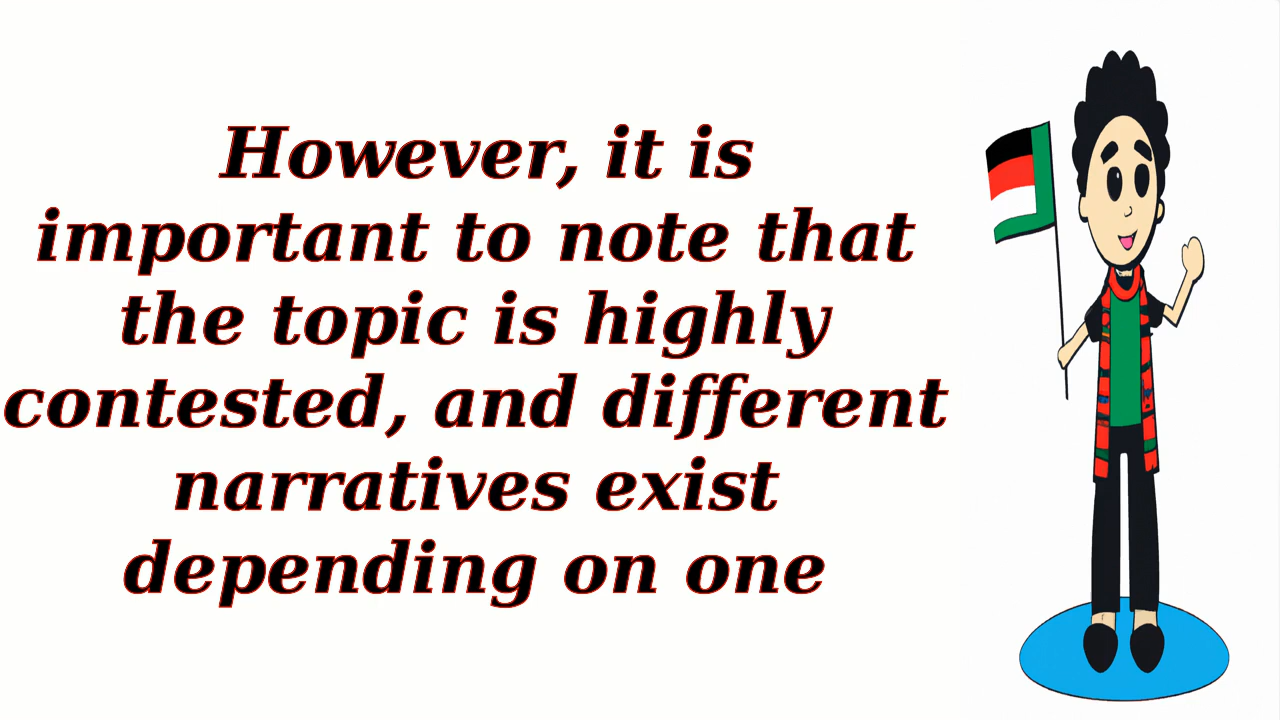 However, it is
important to note that
the topic is highly
contested, and different
narratives exist
depending on one